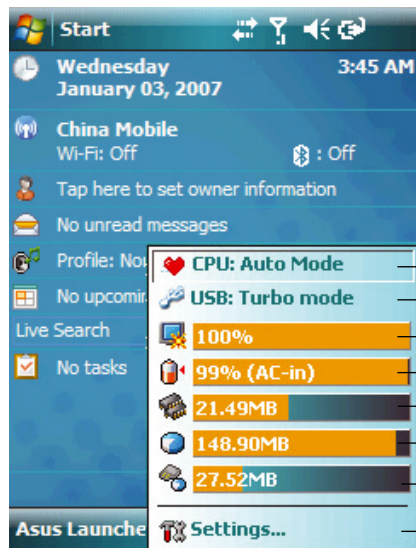 Start
Wednesday 3:45 AM
January 03, 2007
China Mobile
Wi-Fi: Off : Off
Tap here to set owner information
No unread messages
Profile:
CPU: Auto Mode
No
USB: Turbo mode
Live Search
100%
No tasks
99% (AC-in)
21.49MB
148.90MB
27.52MB
Asus Launche
Settings...